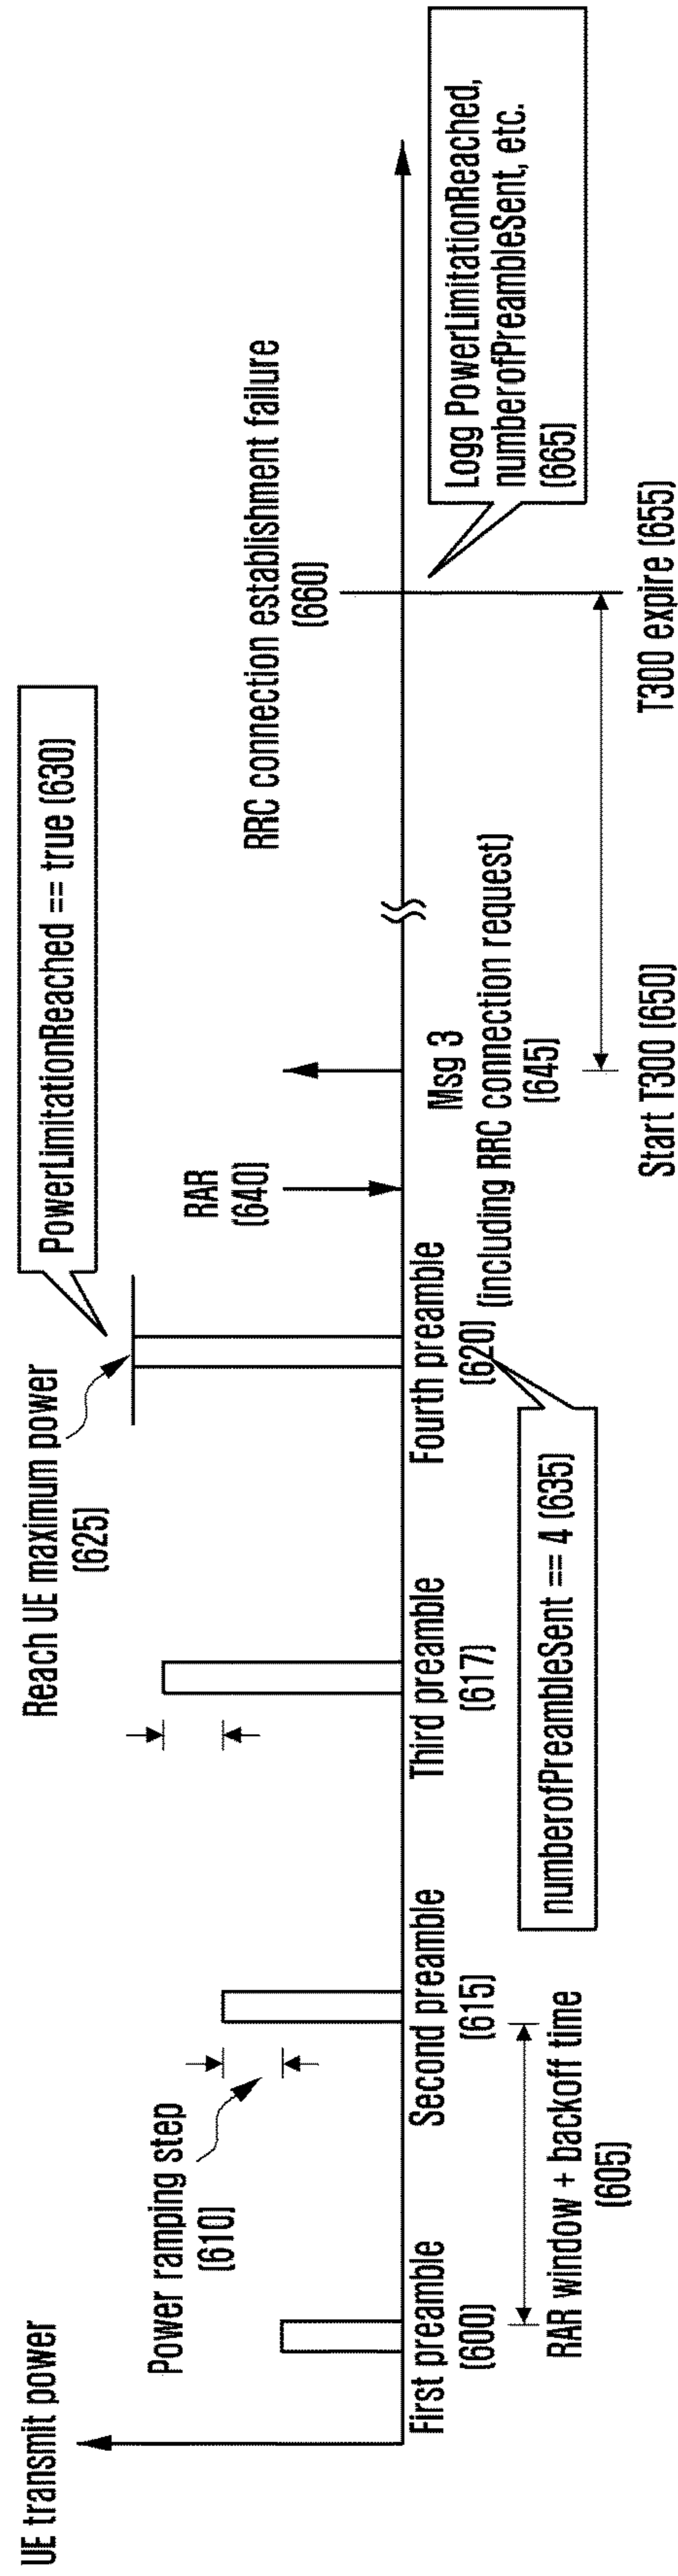 UE transmit power
First preamble
(600)
RAR window + backoff time
(605)
Power ramping step
(610)
Second preamble
(615)
Third preamble
(617)
Reach UE maximum power
(625)
Fourth preamble
(620)
numberofPreambleSent == 4 (635)
PowerLimitationReached == true (630)
RAR
(640)
Msg 3
(including RRC connection request)
(645)
Start T300 (650)
RRC connection establishment failure
(660)
T300 expire (655)
Logg PowerLimitationReached,
numberofPreambleSent, etc.
(665)